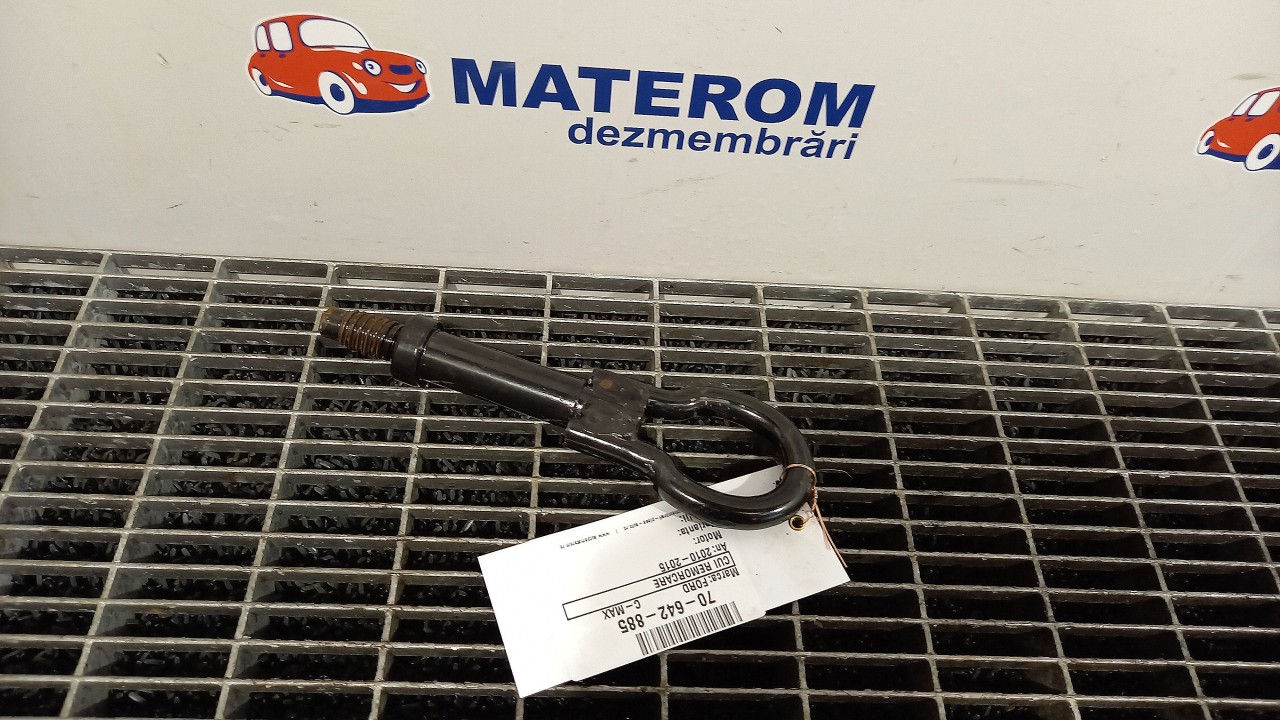 MATEROM
dezmembrări
70-642-885
Marca: FORD C-MAX
CUI REMORCARE
An: 2010-2015
Motor: